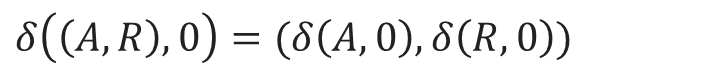 δ((A, R), 0) = (δ(A, 0), δ(R, 0))